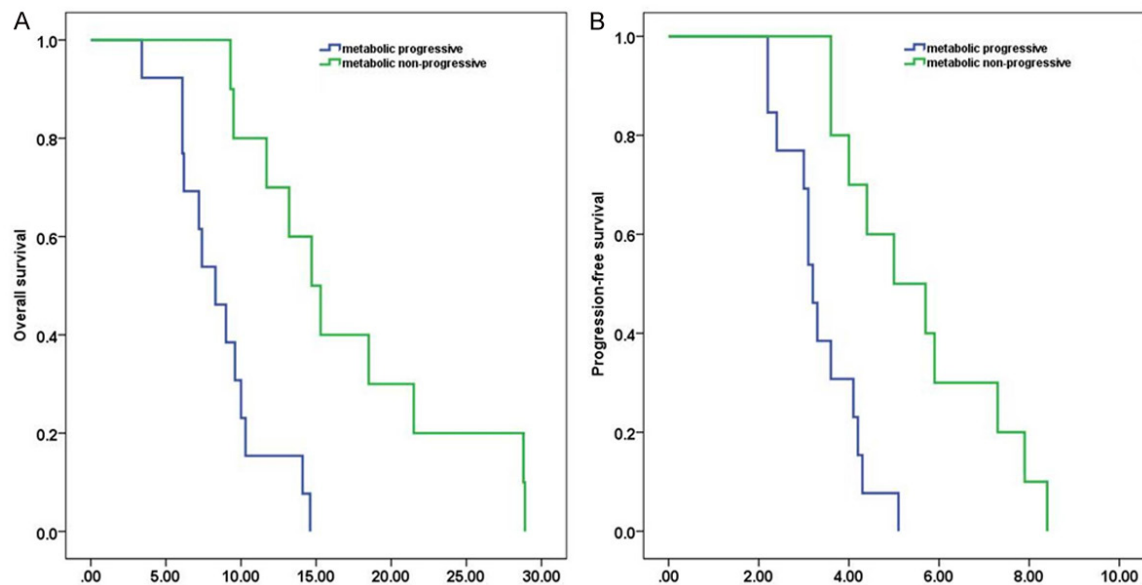 A
metabolic progressive
metabolic non-progressive
Overall survival
1.0
0.8
0.6
0.4
0.2
0.0
.00 5.00 10.00 15.00 20.00 25.00 30.00
B
metabolic progressive
metabolic non-progressive
Progression-free survival
1.0
0.8
0.6
0.4
0.2
0.0
.00 2.00 4.00 6.00 8.00 10.00